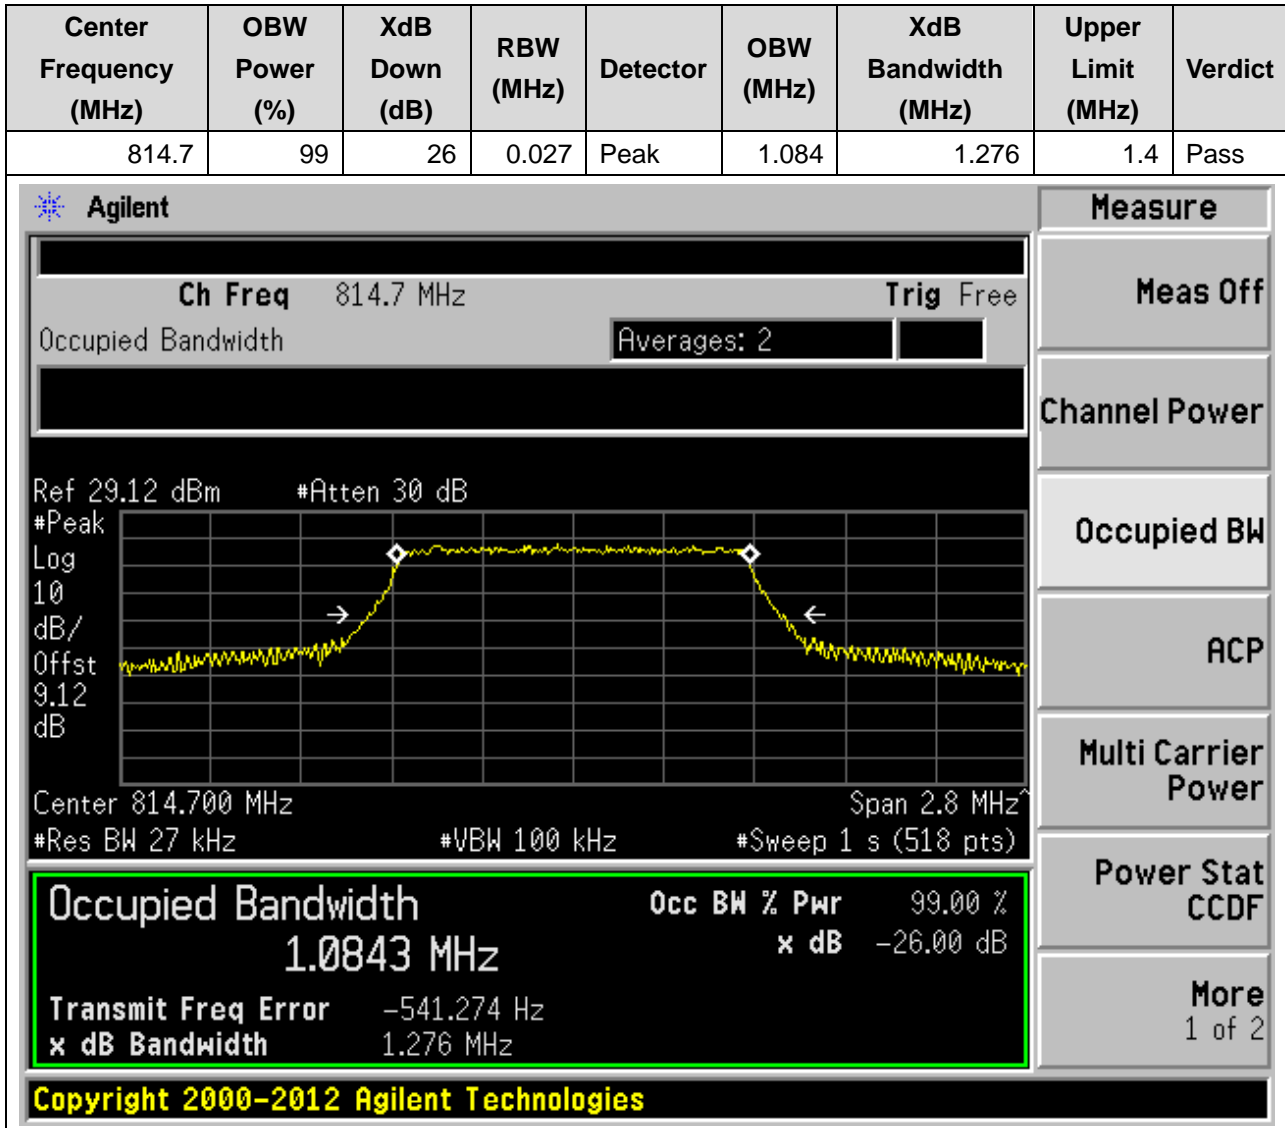 Center Frequency (MHz) OBW Power (%) XdB Down (dB) RBW (MHz) Detector OBW (MHz) XdB Bandwidth (MHz) Upper Limit (MHz) Verdict
814.7 99 26 0.027 Peak 1.084 1.276 1.4 Pass
Agilent
Measure
Ch Freq 814.7 MHz Trig Free
Occupied Bandwidth Averages: 2
Meas Off
Channel Power
Occupied BW
ACP
Multi Carrier
Power
Power Stat
CCDF
More
1 of 2
Ref 29.12 dBm #Atten 30 dB
#Peak
Log
10
dB/
Offst
9.12
dB
Center 814.700 MHz Span 2.8 MHz^
#Res BW 27 kHz #VBW 100 kHz #Sweep 1 s (518 pts)
Occupied Bandwidth Occ BW % Pwr 99.00 %
1.0843 MHz x dB -26.00 dB
Transmit Freq Error -541.274 Hz
x dB Bandwidth 1.276 MHz
Copyright 2000-2012 Agilent Technologies